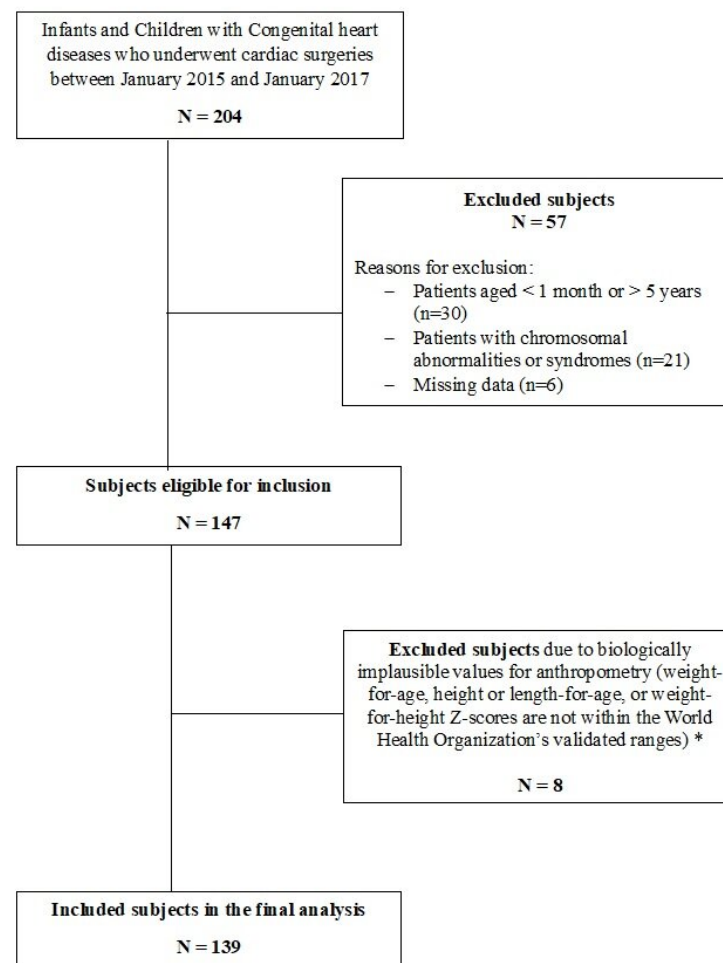 Infants and Children with Congenital heart
diseases who underwent cardiac surgeries
between January 2015 and January 2017
N = 204
Excluded subjects
N = 57
Reasons for exclusion:
– Patients aged < 1 month or > 5 years
(n=30)
– Patients with chromosomal
abnormalities or syndromes (n=21)
– Missing data (n=6)
Subjects eligible for inclusion
N = 147
Excluded subjects due to biologically
implausible values for anthropometry (weight-
for-age, height or length-for-age, or weight-
for-height Z-scores are not within the World
Health Organization’s validated ranges) *
N = 8
Included subjects in the final analysis
N = 139